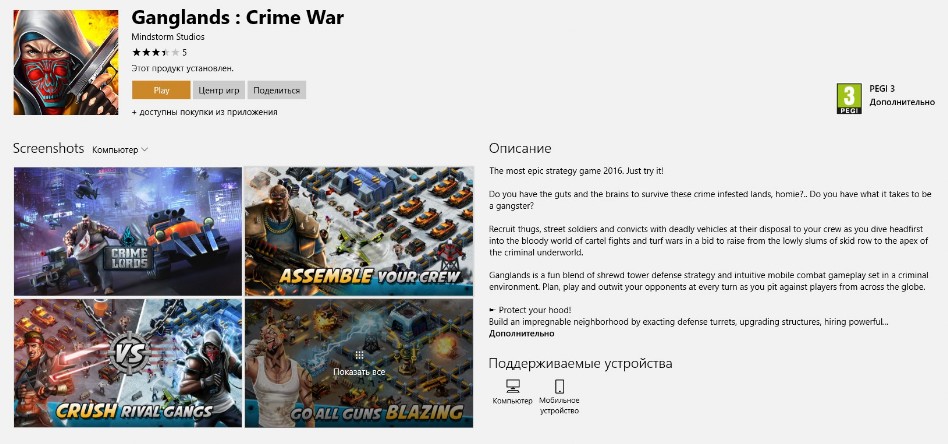 Ganglands : Crime War
Mindstorm Studios
5
Этот продукт установлен.
Play
Центр игр
Поделиться
+ доступны покупки из приложения
3
PEGI
PEGI 3
Дополнительно
Screenshots Компьютер
CRIME
LORDS
ASSEMBLE YOUR CREW
VS
CRUSH RIVAL GANGS
Показать все
GO ALL GUNS BLAZING
Описание
The most epic strategy game 2016. Just try it!
Do you have the guts and the brains to survive these crime infested lands, homie?.. Do you have what it takes to be
a gangster?
Recruit thugs, street soldiers and convicts with deadly vehicles at their disposal to your crew as you dive headfirst
into the bloody world of cartel fights and turf wars in a bid to raise from the lowly slums of skid row to the apex of
the criminal underworld.
Ganglands is a fun blend of shrewd tower defense strategy and intuitive mobile combat gameplay set in a criminal
environment. Plan, play and outwit your opponents at every turn as you pit against players from across the globe.
► Protect your hood!
Build an impregnable neighborhood by exacting defense turrets, upgrading structures, hiring powerful...
Дополнительно
Поддерживаемые устройства
Компьютер
Мобильное
устройство